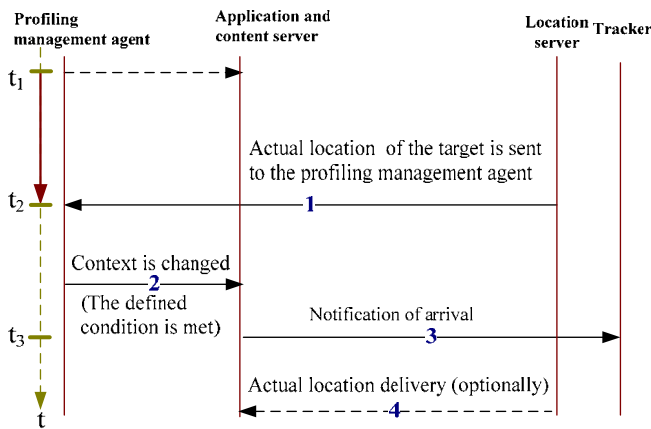 Profiling
management agent
Application and
content server
Location
server
Tracker
t1
Actual location of the target is sent
to the profiling management agent
t2
1
Context is changed
2
(The defined
condition is met)
t3
Notification of arrival
3
Actual location delivery (optionally)
4
t